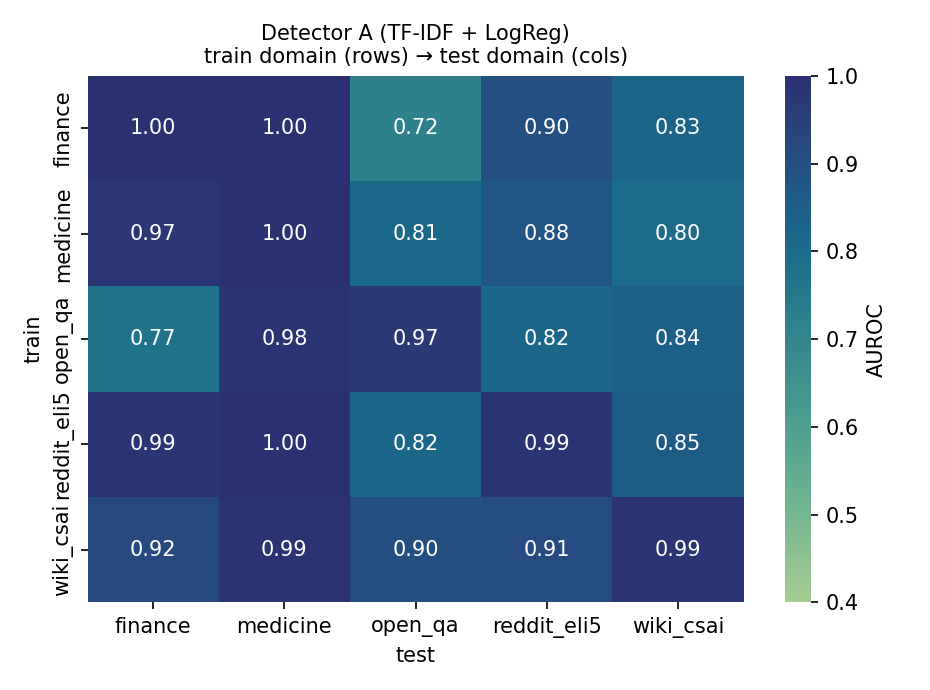 Detector A (TF-IDF + LogReg)
train domain (rows) → test domain (cols)
train
finance 1.00 1.00 0.72 0.90 0.83
medicine 0.97 1.00 0.81 0.88 0.80
open_qa 0.77 0.98 0.97 0.82 0.84
reddit_eli5 0.99 1.00 0.82 0.99 0.85
wiki_csai 0.92 0.99 0.90 0.91 0.99
finance medicine open_qa reddit_eli5 wiki_csai
test
1.0
0.9
0.8
0.7
0.6
0.5
0.4
AUROC